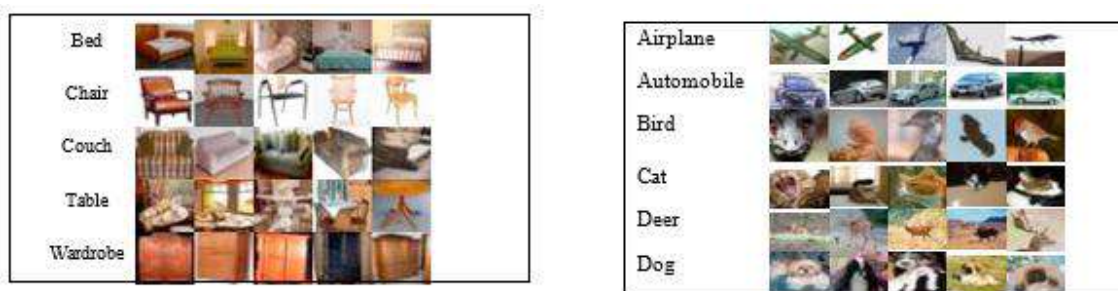 Bed
Chair
Couch
Table
Wardrobe
Airplane
Automobile
Bird
Cat
Deer
Dog